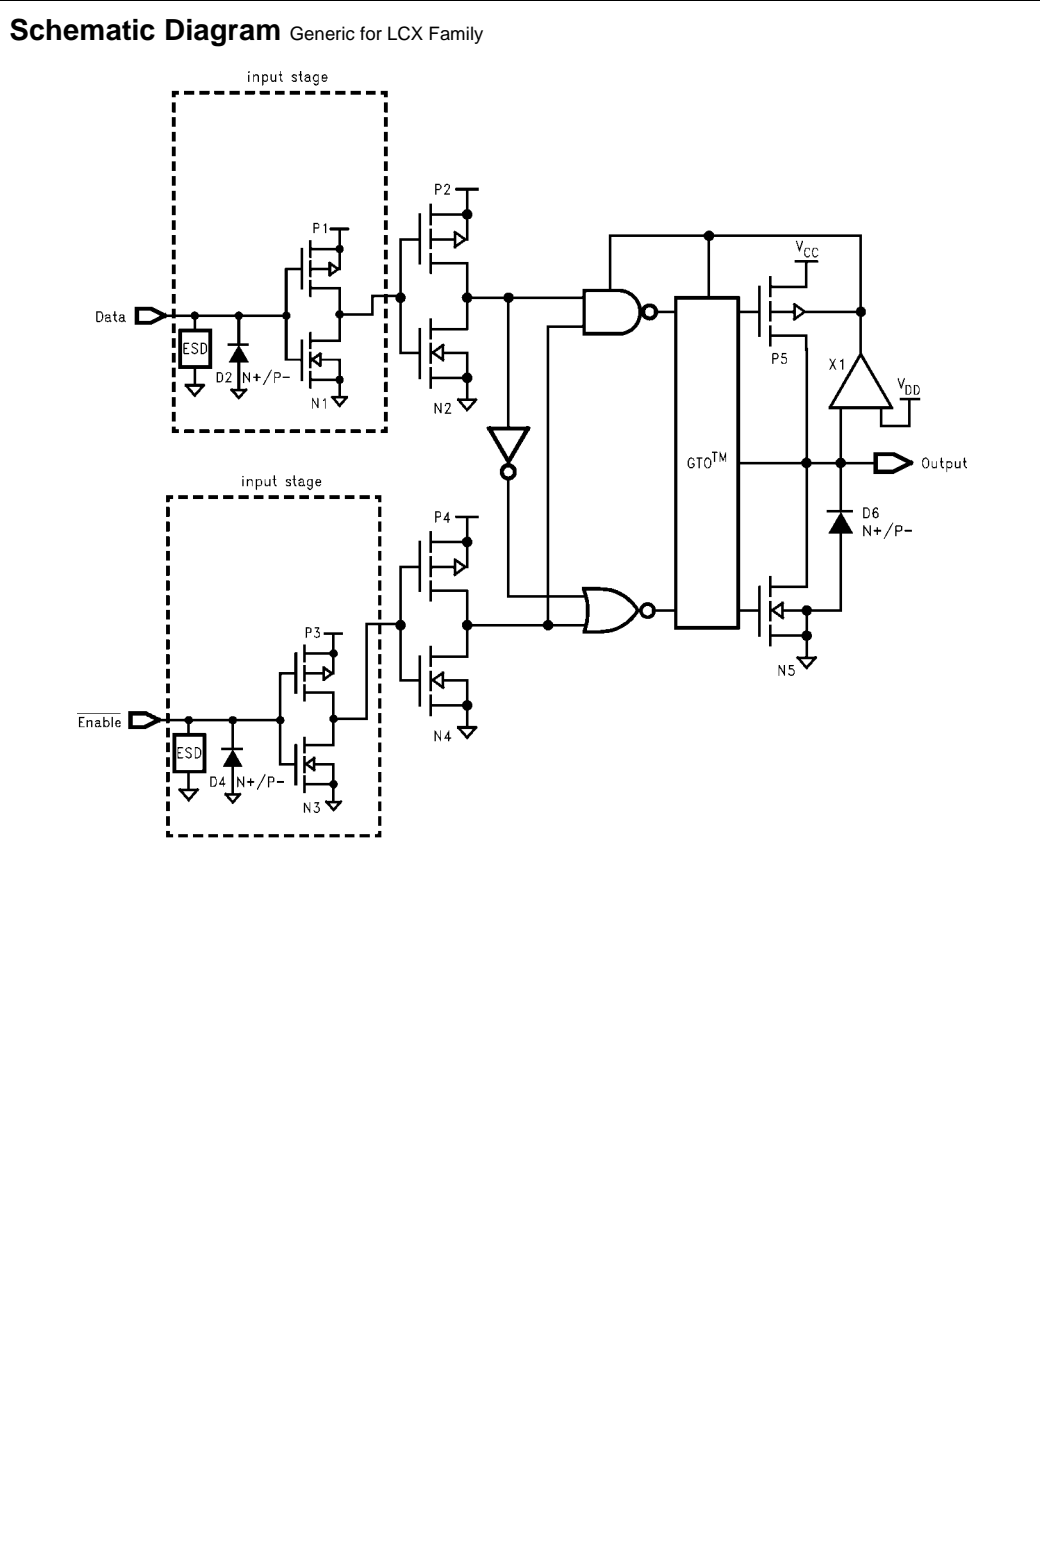 Schematic Diagram Generic for LCX Family
input stage
P2
P1
VCC
Data
ESD
P5
X1
D2 N+/P-
VDD
N1
N2
GTO™
Output
input stage
P4
D6
N+/P-
P3
N5
Enable
N4
ESD
D4 N+/P-
N3